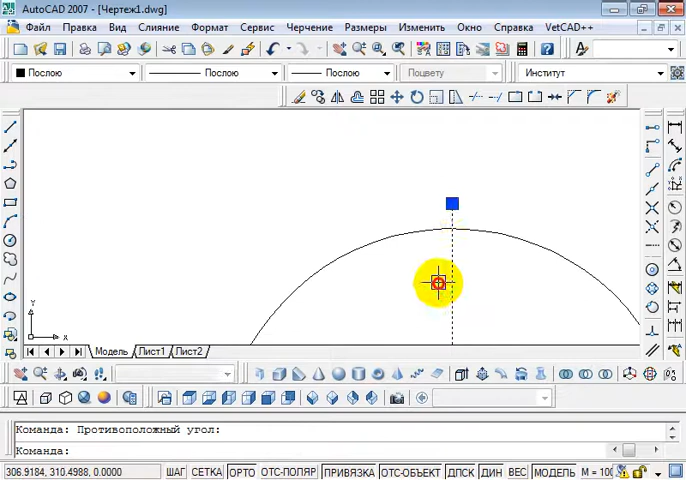 AutoCAD 2007 - [Чертеж1.dwg]
Файл Правка Вид Слияние Формат Сервис Черчение Размеры Изменить Окно Справка VetCAD++
Послою Послою Послою Поцвету Институт
Y
X
Модель Лист1 Лист2
Команда: Противоположный угол:
Команда:
306.9184, 310.4988, 0.0000 ШАГ СЕТКА ОРТО ОТС-ПОЛЯР ПРИВЯЗКА ОТС-ОБЪЕКТ ДПСК ДИН ВЕС МОДЕЛЬ М = 100